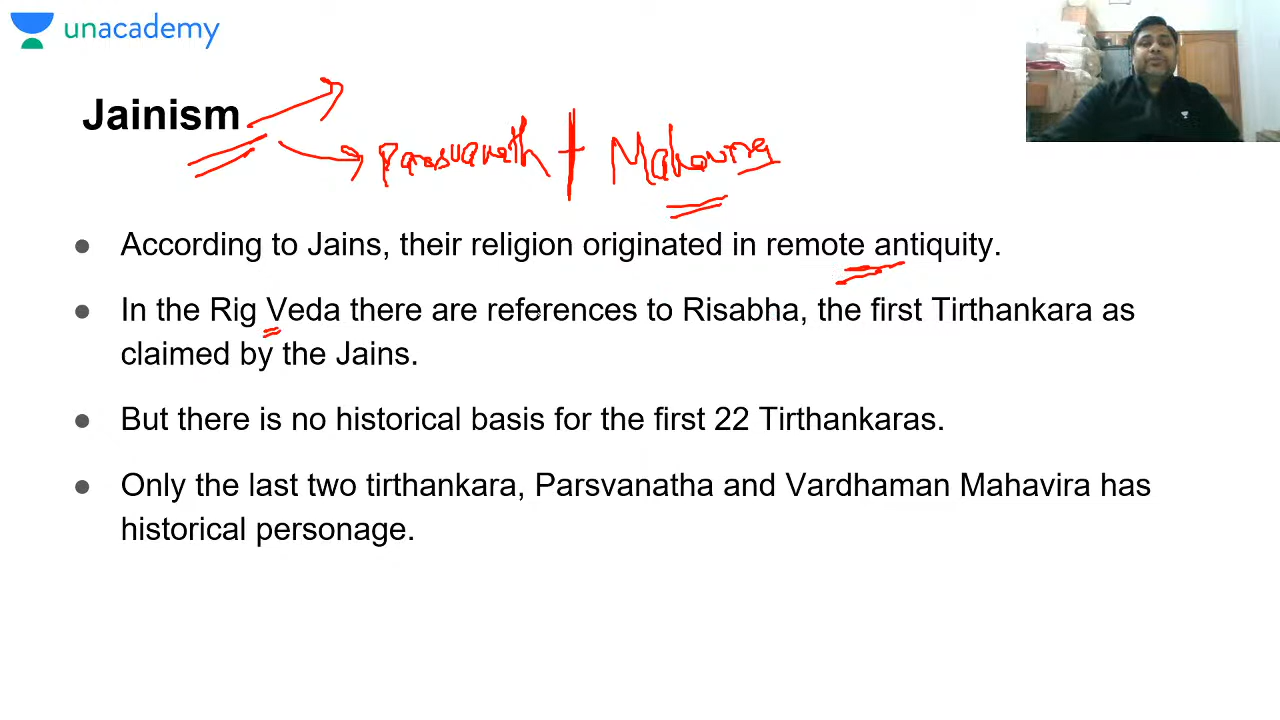 unacademy
Jainism
Parsvanath + Mahavira
According to Jains, their religion originated in remote antiquity.
In the Rig Veda there are references to Risabha, the first Tirthankara as
claimed by the Jains.
But there is no historical basis for the first 22 Tirthankaras.
Only the last two tirthankara, Parsvanatha and Vardhaman Mahavira has
historical personage.